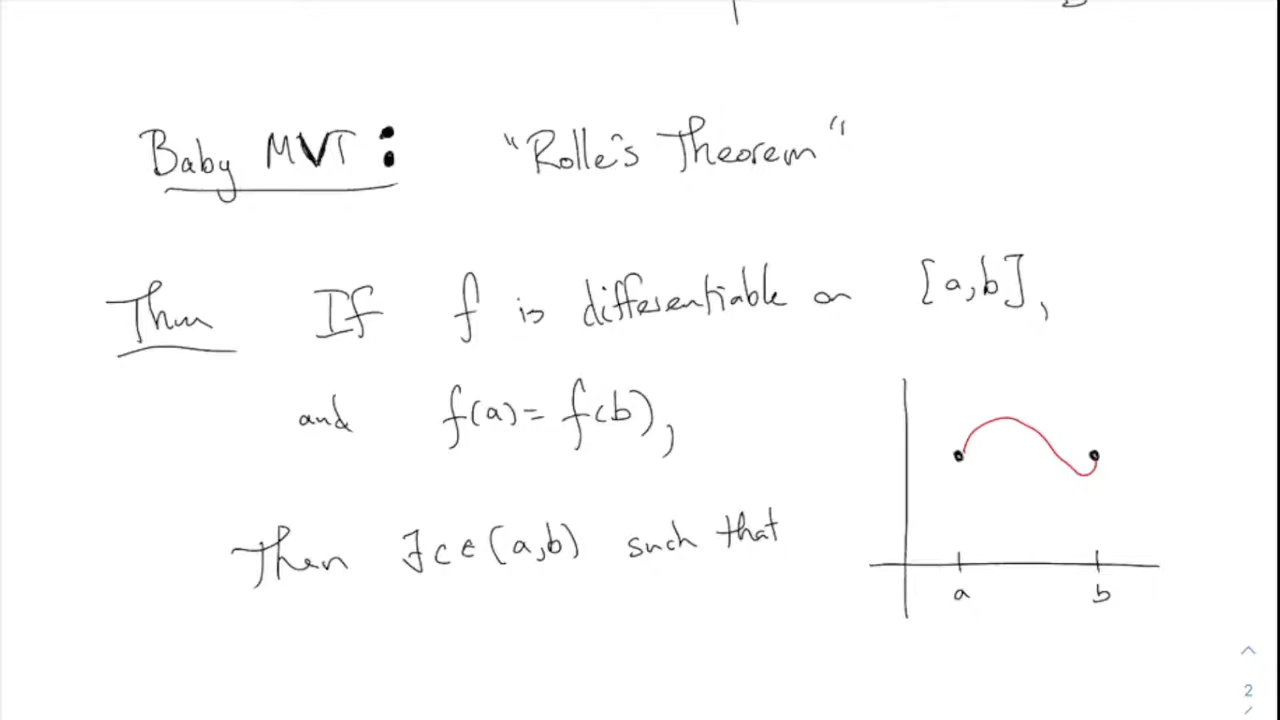 Baby MVT: "Rolle's Theorem"
Thm If f is differentiable on [a,b],
and f(a) = f(b),
Then ∃c∈(a,b) such that
a b
2